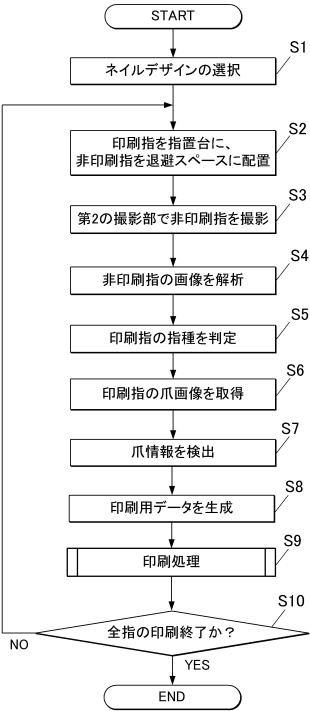 START
S1
ネイルデザインの選択
S2
印刷指を指置台に、
非印刷指を退避スペースに配置
S3
第2の撮影部で非印刷指を撮影
S4
非印刷指の画像を解析
S5
印刷指の指種を判定
S6
印刷指の爪画像を取得
S7
爪情報を検出
S8
印刷用データを生成
S9
印刷処理
S10
全指の印刷終了か?
NO
YES
END